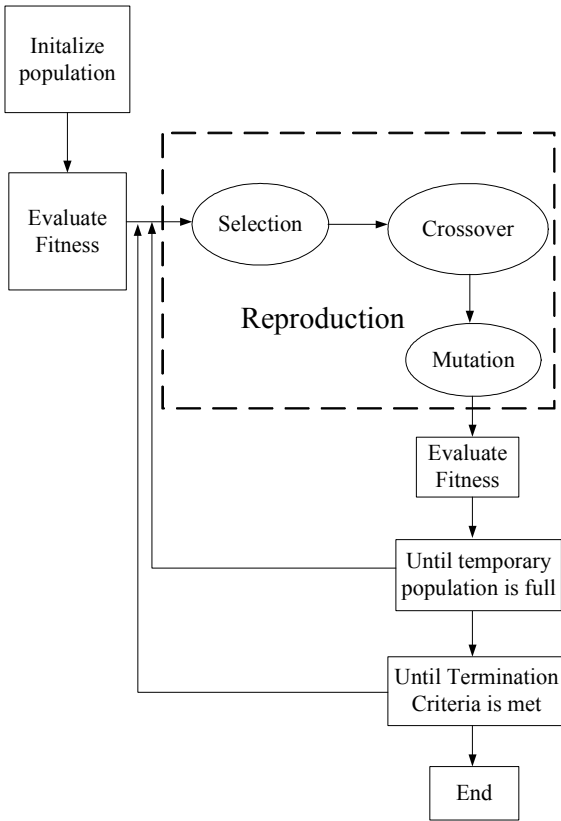 Initalize
population
Evaluate
Fitness
Selection
Crossover
Reproduction
Mutation
Evaluate
Fitness
Until temporary
population is full
Until Termination
Criteria is met
End